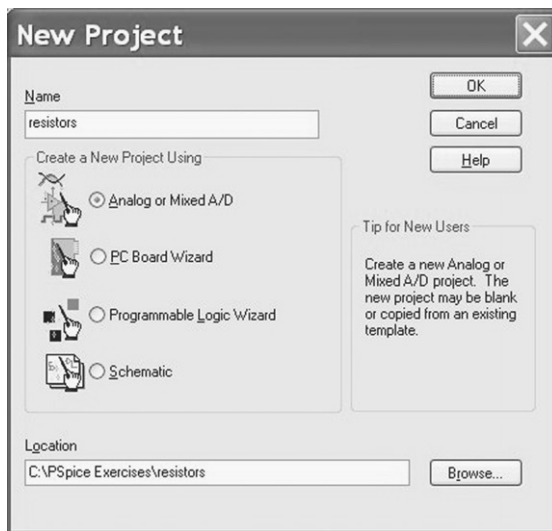 New Project
Name
resistors
OK
Cancel
Help
Create a New Project Using
Analog or Mixed A/D
PC Board Wizard
Programmable Logic Wizard
Schematic
Tip for New Users
Create a new Analog or
Mixed A/D project. The
new project may be blank
or copied from an existing
template.
Location
C:\PSpice Exercises\resistors
Browse...